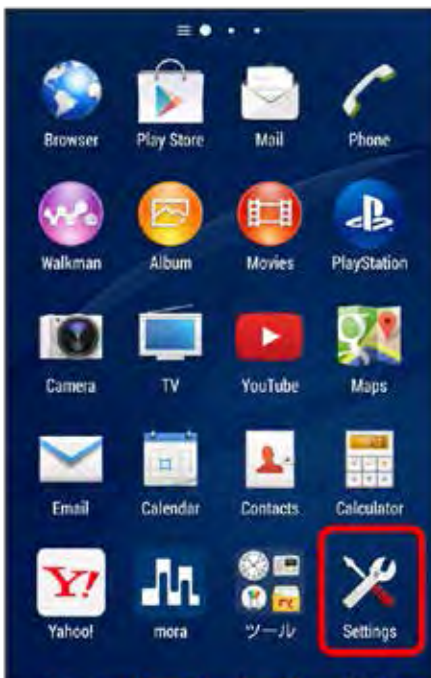 Browser Play Store Mail Phone
Walkman Album Movies PlayStation
Camera TV YouTube Maps
Email Calendar Contacts Calculator
Y!
Yahoo! mora ツール Settings